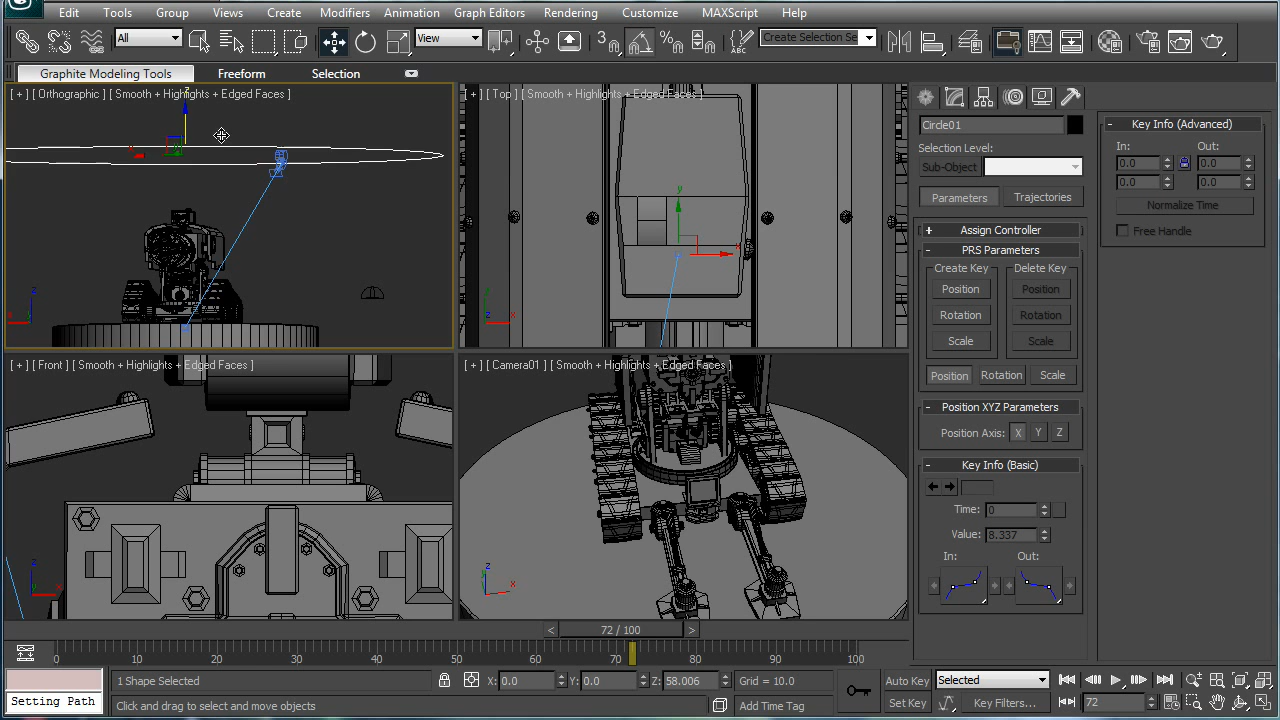 Edit Tools Group Views Create Modifiers Animation Graph Editors Rendering Customize MAXScript Help
All View 3 Create Selection Se
Graphite Modeling Tools Freeform Selection
[ + ] [ Orthographic ] [ Smooth + Highlights + Edged Faces ]
[ + ] [ Top ] [ Smooth + Highlights + Edged Faces ]
Circle01
Selection Level:
Sub-Object
Parameters Trajectories
+ Assign Controller
- PRS Parameters
Create Key Delete Key
Position Position
Rotation Rotation
Scale Scale
Position Rotation Scale
- Position XYZ Parameters
Position Axis: X Y Z
- Key Info (Basic)
Time: 0
Value: 8.337
In: Out:
- Key Info (Advanced)
In: Out:
0.0 0.0
0.0 0.0
Normalize Time
Free Handle
z
x
z
x
y
x
y
x
[ + ] [ Front ] [ Smooth + Highlights + Edged Faces ]
[ + ] [ Camera01 ] [ Smooth + Highlights + Edged Faces ]
z
y
x
z
y
x
< 72 / 100 >
0 10 20 30 40 50 60 70 80 90 100
1 Shape Selected X: 0.0 Y: 0.0 Z: 58.006 Grid = 10.0 Auto Key Selected
Setting Path Click and drag to select and move objects Add Time Tag Set Key Key Filters... 72